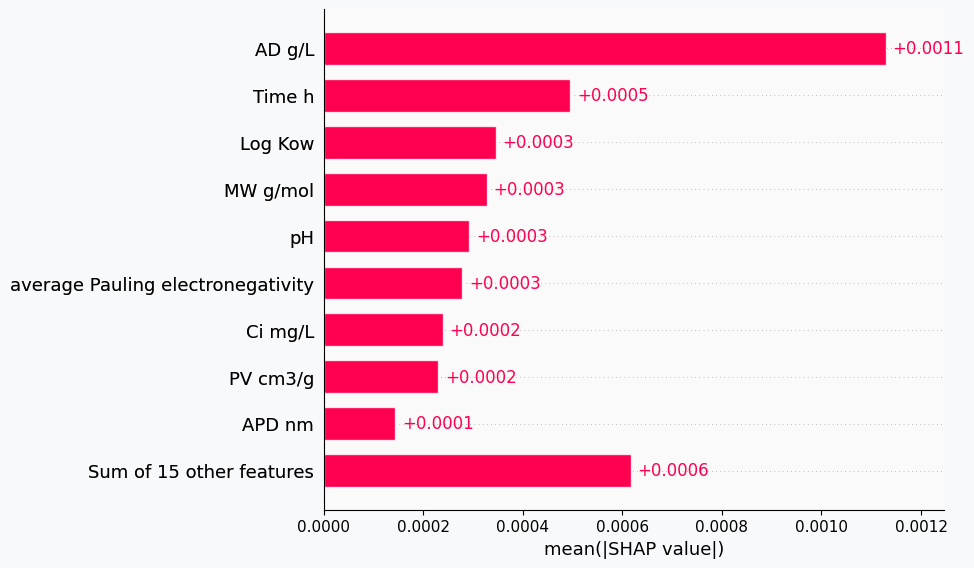 AD g/L
+0.0011
Time h
+0.0005
Log Kow
+0.0003
MW g/mol
+0.0003
pH
+0.0003
average Pauling electronegativity
+0.0003
Ci mg/L
+0.0002
PV cm3/g
+0.0002
APD nm
+0.0001
Sum of 15 other features
+0.0006
0.0000 0.0002 0.0004 0.0006 0.0008 0.0010 0.0012
mean(|SHAP value|)